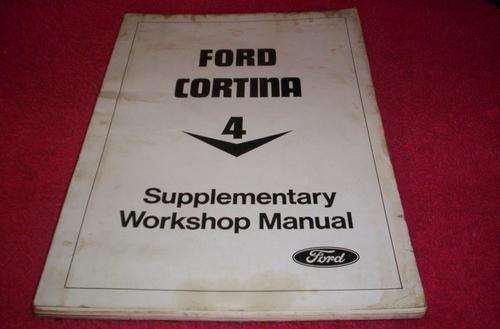 FORD
CORTINA
4
Supplementary
Workshop Manual
Ford